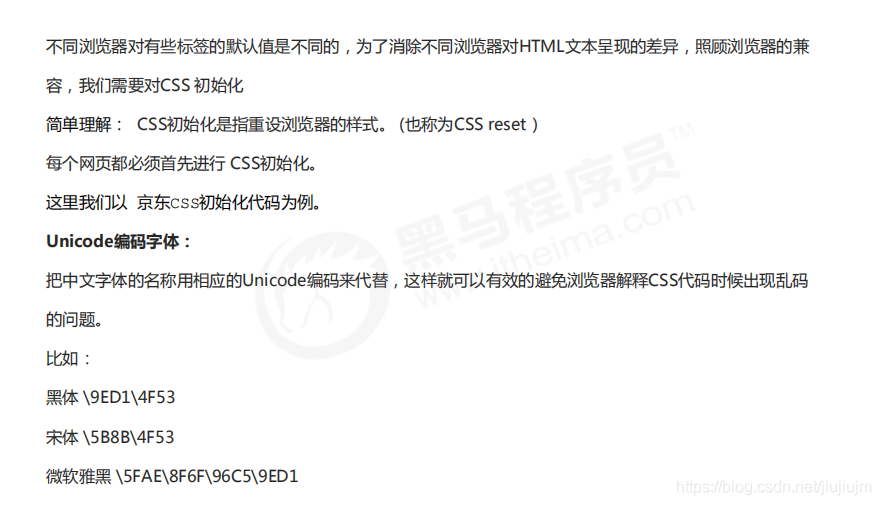 不同浏览器对有些标签的默认值是不同的，为了消除不同浏览器对HTML文本呈现的差异，照顾浏览器的兼
容，我们需要对CSS 初始化
简单理解： CSS初始化是指重设浏览器的样式。 (也称为CSS reset ）
每个网页都必须首先进行 CSS初始化。
这里我们以 京东css初始化代码为例。
Unicode编码字体：
把中文字体的名称用相应的Unicode编码来代替，这样就可以有效的避免浏览器解释CSS代码时候出现乱码
的问题。
比如：
黑体 \9ED1\4F53
宋体 \5B8B\4F53
微软雅黑 \5FAE\8F6F\96C5\9ED1
黑马程序员™
www.itheima.com
https://blog.csdn.net/jiujiujm